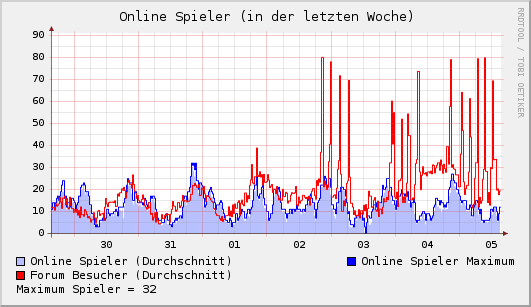 Online Spieler (in der letzten Woche)
RRDTOOL / TOBI OETIKER
90
80
70
60
50
40
30
20
10
0
30 31 01 02 03 04 05
Online Spieler (Durchschnitt) Online Spieler Maximum
Forum Besucher (Durchschnitt)
Maximum Spieler = 32